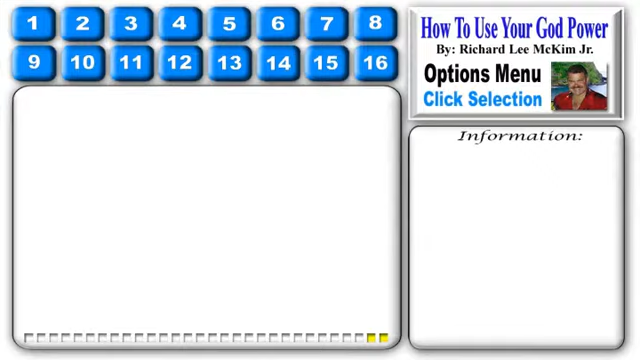 1 2 3 4 5 6 7 8
9 10 11 12 13 14 15 16
How To Use Your God Power
By: Richard Lee McKim Jr.
Options Menu
Click Selection
Information: